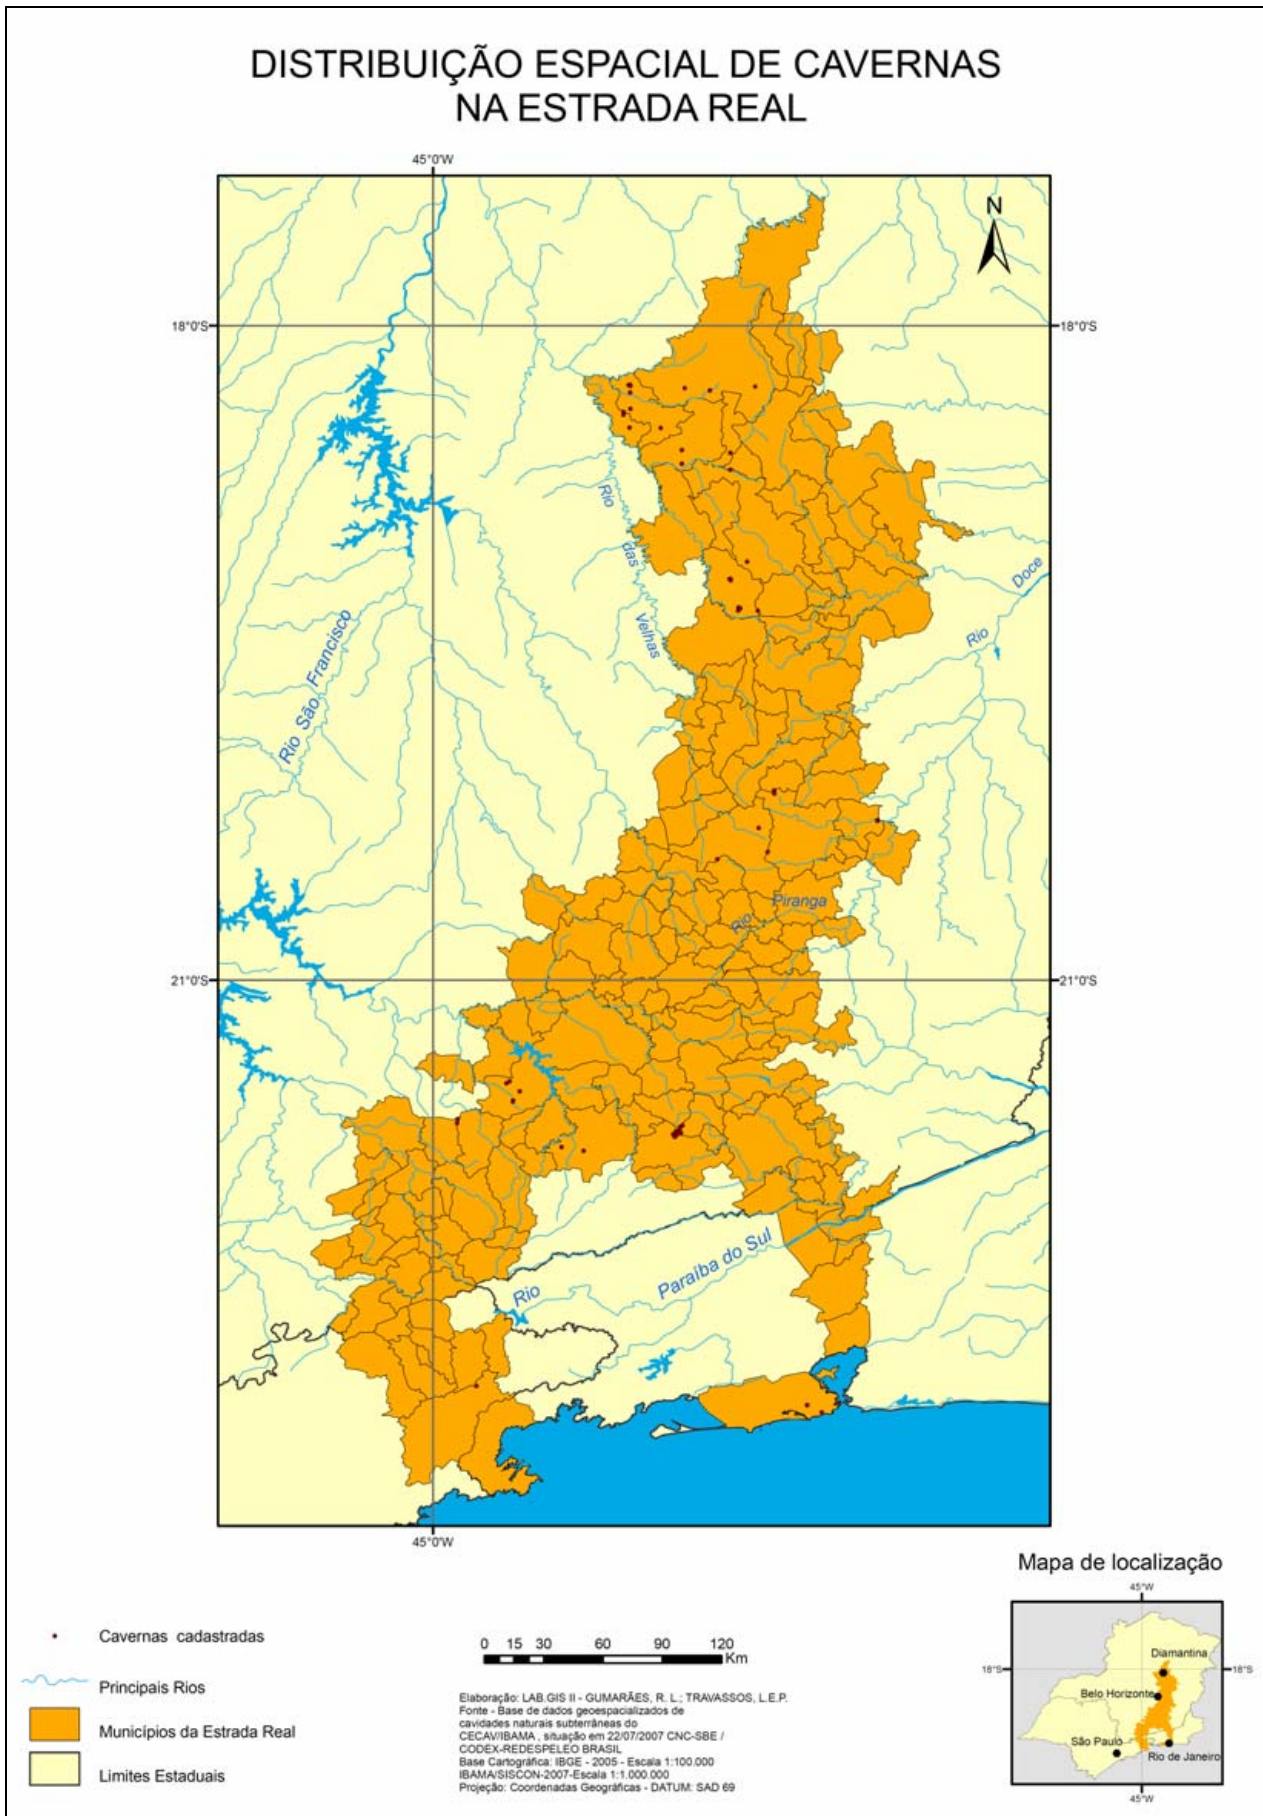 DISTRIBUIÇÃO ESPACIAL DE CAVERNAS
NA ESTRADA REAL
45°0'W
N
18°0'S
18°0'S
Rio
das
Velhas
Doce
Rio
Rio São Francisco
Rio
Piranga
21°0'S
21°0'S
Rio
Paraíba do Sul
45°0'W
Mapa de localização
45°W
18°S
18°S
Diamantina
Belo Horizonte
São Paulo
Rio de Janeiro
45°W
Cavernas cadastradas
Principais Rios
Municípios da Estrada Real
Limites Estaduais
0 15 30 60 90 120
Km
Elaboração: LAB.GIS II - GUMARÃES, R. L.; TRAVASSOS, L.E.P.
Fonte - Base de dados geoespacializados de
cavidades naturais subterrâneas do
CECAV/IBAMA , situação em 22/07/2007 CNC-SBE /
CODEX-REDESPELEO BRASIL
Base Cartográfica: IBGE - 2005 - Escala 1:100.000
IBAMA/SISCON-2007-Escala 1:1.000.000
Projeção: Coordenadas Geográficas - DATUM: SAD 69